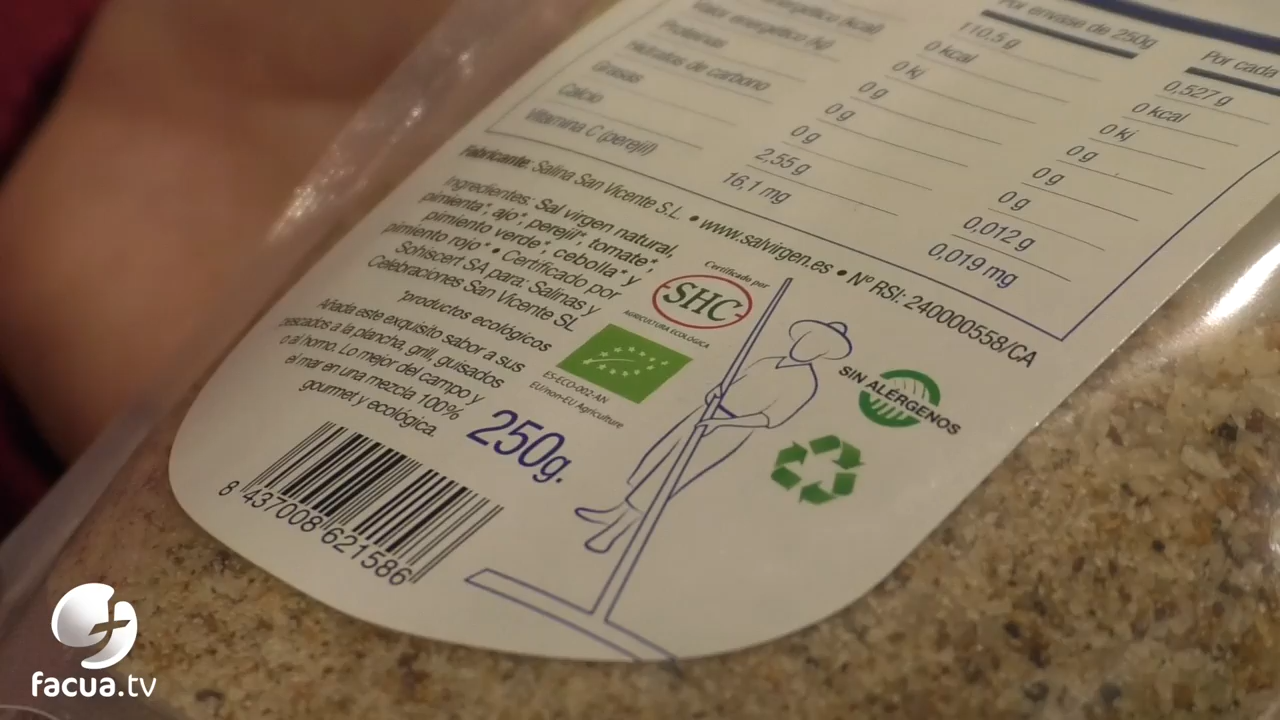 Por envase de 250g
Por cada
energético (kcal)
110,5 g
0,527 g
Valor energético (kj)
0 kcal
0 kcal
Proteínas
0 kj
0 kj
Hidratos de carbono
0 g
0 g
Grasas
0 g
0 g
Calcio
0 g
0 g
Vitamina C (perejil)
2,55 g
0,012 g
16,1 mg
0,019 mg
Fabricante: Salina San Vicente S.L. • www.salvirgen.es • Nº RSI: 240000558/CA
Ingredientes: Sal virgen natural,
pimienta*, ajo*, perejil*, tomate*,
pimiento verde*, cebolla* y
pimiento rojo* • Certificado por
Sohiscert SA para: Salinas y
Celebraciones San Vicente SL
*productos ecológicos
Añada este exquisito sabor a sus
pescados a la plancha, grill, guisados
o al horno. Lo mejor del campo y
el mar en una mezcla 100%
gourmet y ecológica.
250g.
Certificado por
SHC
AGRICULTURA ECOLÓGICA
ES-ECO-002-AN
EU/non-EU Agriculture
SIN ALÉRGENOS
8 437008 621586
facua.tv